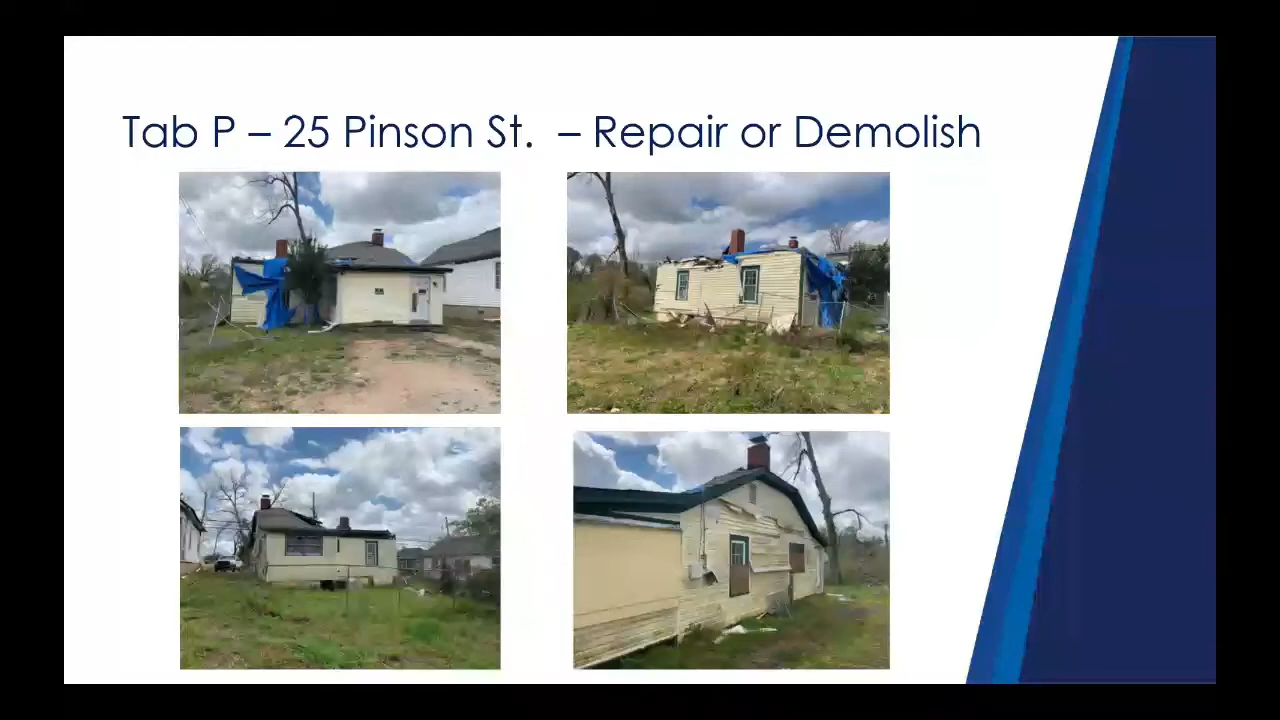 Tab P – 25 Pinson St. – Repair or Demolish